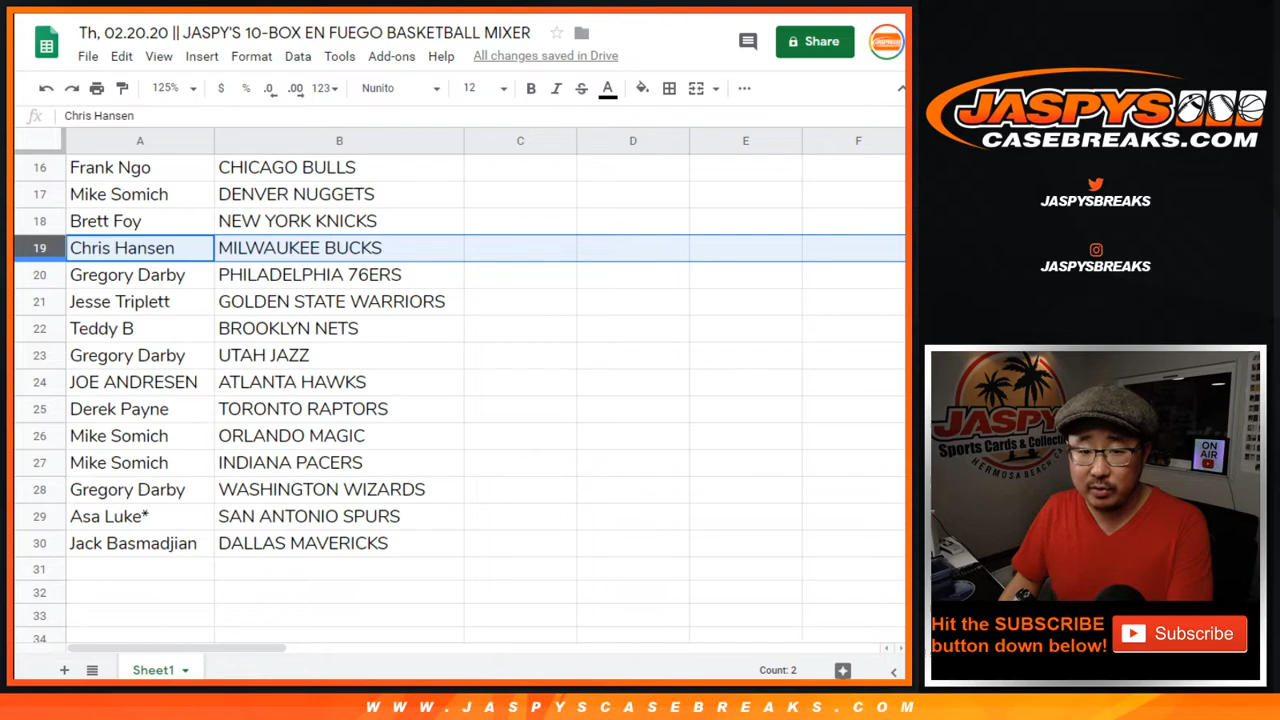 Th, 02.20.20 || JASPY'S 10-BOX EN FUEGO BASKETBALL MIXER
File Edit View Insert Format Data Tools Add-ons Help All changes saved in Drive
Share
125% $ % .0 .00 123 Nunito 12 B I S A
fx Chris Hansen
A B C D E F
16 Frank Ngo CHICAGO BULLS
17 Mike Somich DENVER NUGGETS
18 Brett Foy NEW YORK KNICKS
19 Chris Hansen MILWAUKEE BUCKS
20 Gregory Darby PHILADELPHIA 76ERS
21 Jesse Triplett GOLDEN STATE WARRIORS
22 Teddy B BROOKLYN NETS
23 Gregory Darby UTAH JAZZ
24 JOE ANDRESEN ATLANTA HAWKS
25 Derek Payne TORONTO RAPTORS
26 Mike Somich ORLANDO MAGIC
27 Mike Somich INDIANA PACERS
28 Gregory Darby WASHINGTON WIZARDS
29 Asa Luke* SAN ANTONIO SPURS
30 Jack Basmadjian DALLAS MAVERICKS
31
32
33
34
Sheet1
Count: 2
JASPYS
CASEBREAKS.COM
JASPYSBREAKS
JASPYSBREAKS
JASPY
Sports Cards & Collectib
HERMOSA BEACH, CA
ON
AIR
Hit the SUBSCRIBE
button down below!
Subscribe
WWW.JASPYSCASEBREAKS.COM